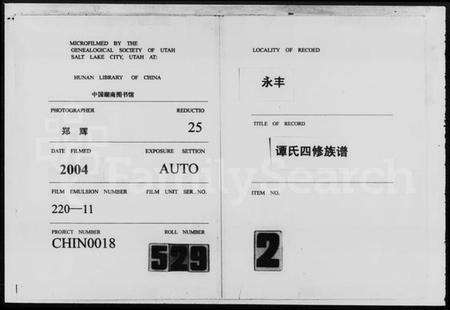 MICROFILMED BY THE
GENEALOGICAL SOCIETY OF UTAH
SALT LAKE CITY, UTAH AT:
HUNAN LIBRARY OF CHINA
中国湖南图书馆
PHOTOGRAPHER REDUCTIO
郑 辉 25
DATE FILMED EXPOSURE SETTION
2004 AUTO
FILM EMULSION NUMBER FILM UNIT SER. NO.
220—11
PROJECT NUMBER ROLL NUMBER
CHIN0018 529
LOCALITY OF RECOED
永丰
TITLE OF RECORD
谭氏四修族谱
ITEM NO.
2
FamilySearch